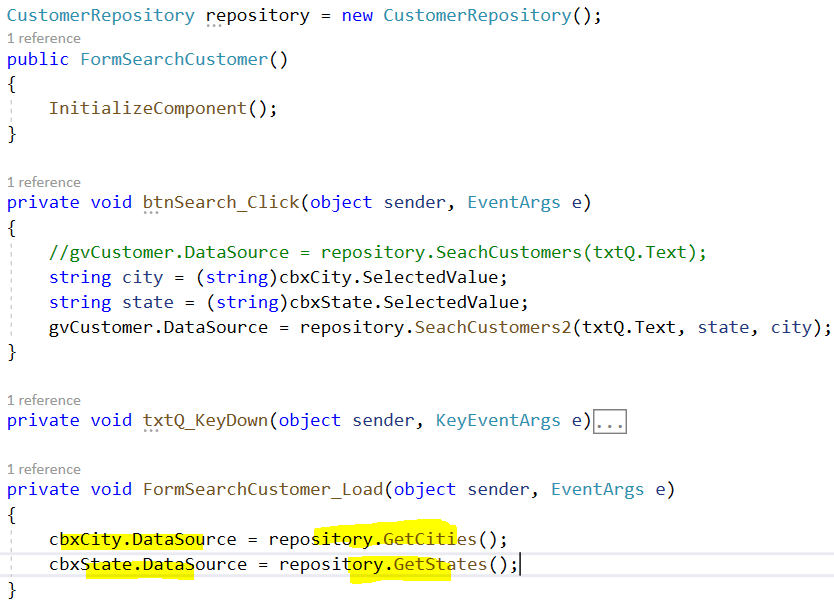 CustomerRepository repository = new CustomerRepository();
1 reference
public FormSearchCustomer()
{
InitializeComponent();
}
1 reference
private void btnSearch_Click(object sender, EventArgs e)
{
//gvCustomer.DataSource = repository.SeachCustomers(txtQ.Text);
string city = (string)cbxCity.SelectedValue;
string state = (string)cbxState.SelectedValue;
gvCustomer.DataSource = repository.SeachCustomers2(txtQ.Text, state, city);
}
1 reference
private void txtQ_KeyDown(object sender, KeyEventArgs e)...
1 reference
private void FormSearchCustomer_Load(object sender, EventArgs e)
{
cbxCity.DataSource = repository.GetCities();
cbxState.DataSource = repository.GetStates();
}